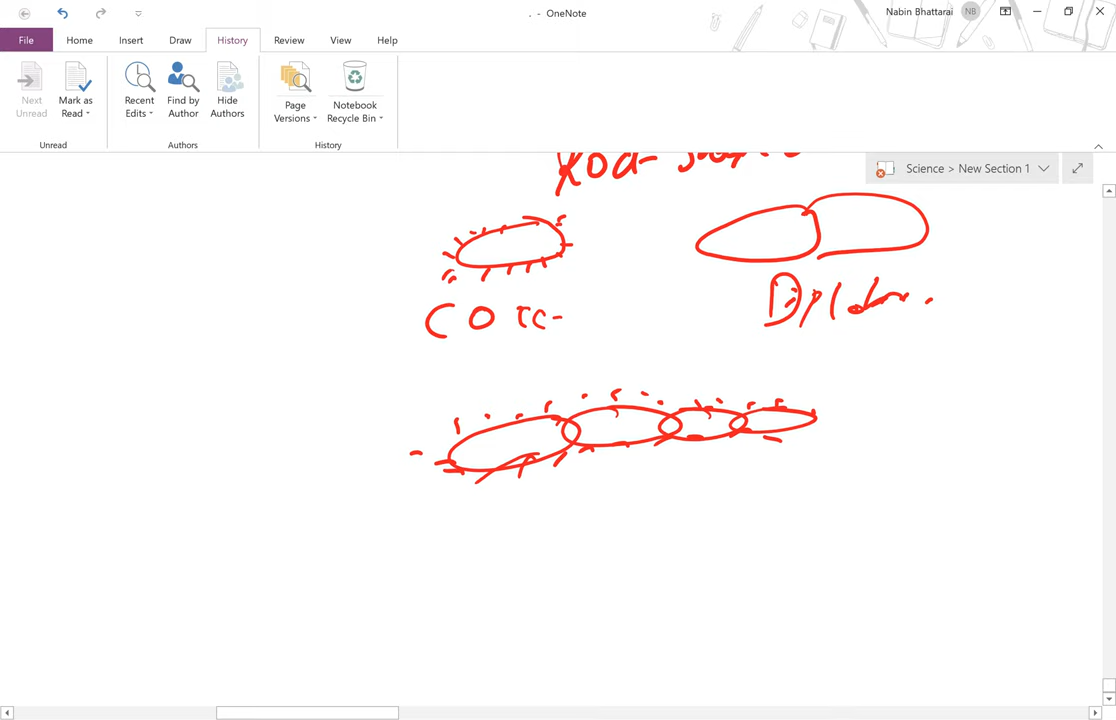 . - OneNote
Nabin Bhattarai NB
File Home Insert Draw History Review View Help
Next Unread
Mark as Read
Recent Edits
Find by Author
Hide Authors
Page Versions
Notebook Recycle Bin
Unread Authors History
Science > New Section 1
Rod-